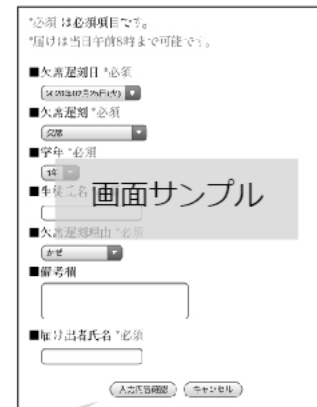 *必須 は必須項目です。
*届けは当日午前8時まで可能です。
■欠席遅刻日 *必須
■欠席遅刻 *必須
欠席
■学年 *必須
1年
■生徒氏名
画面サンプル
■欠席遅刻理由 *必須
かぜ
■備考欄
■届け出者氏名 *必須
入力内容確認
キャンセル